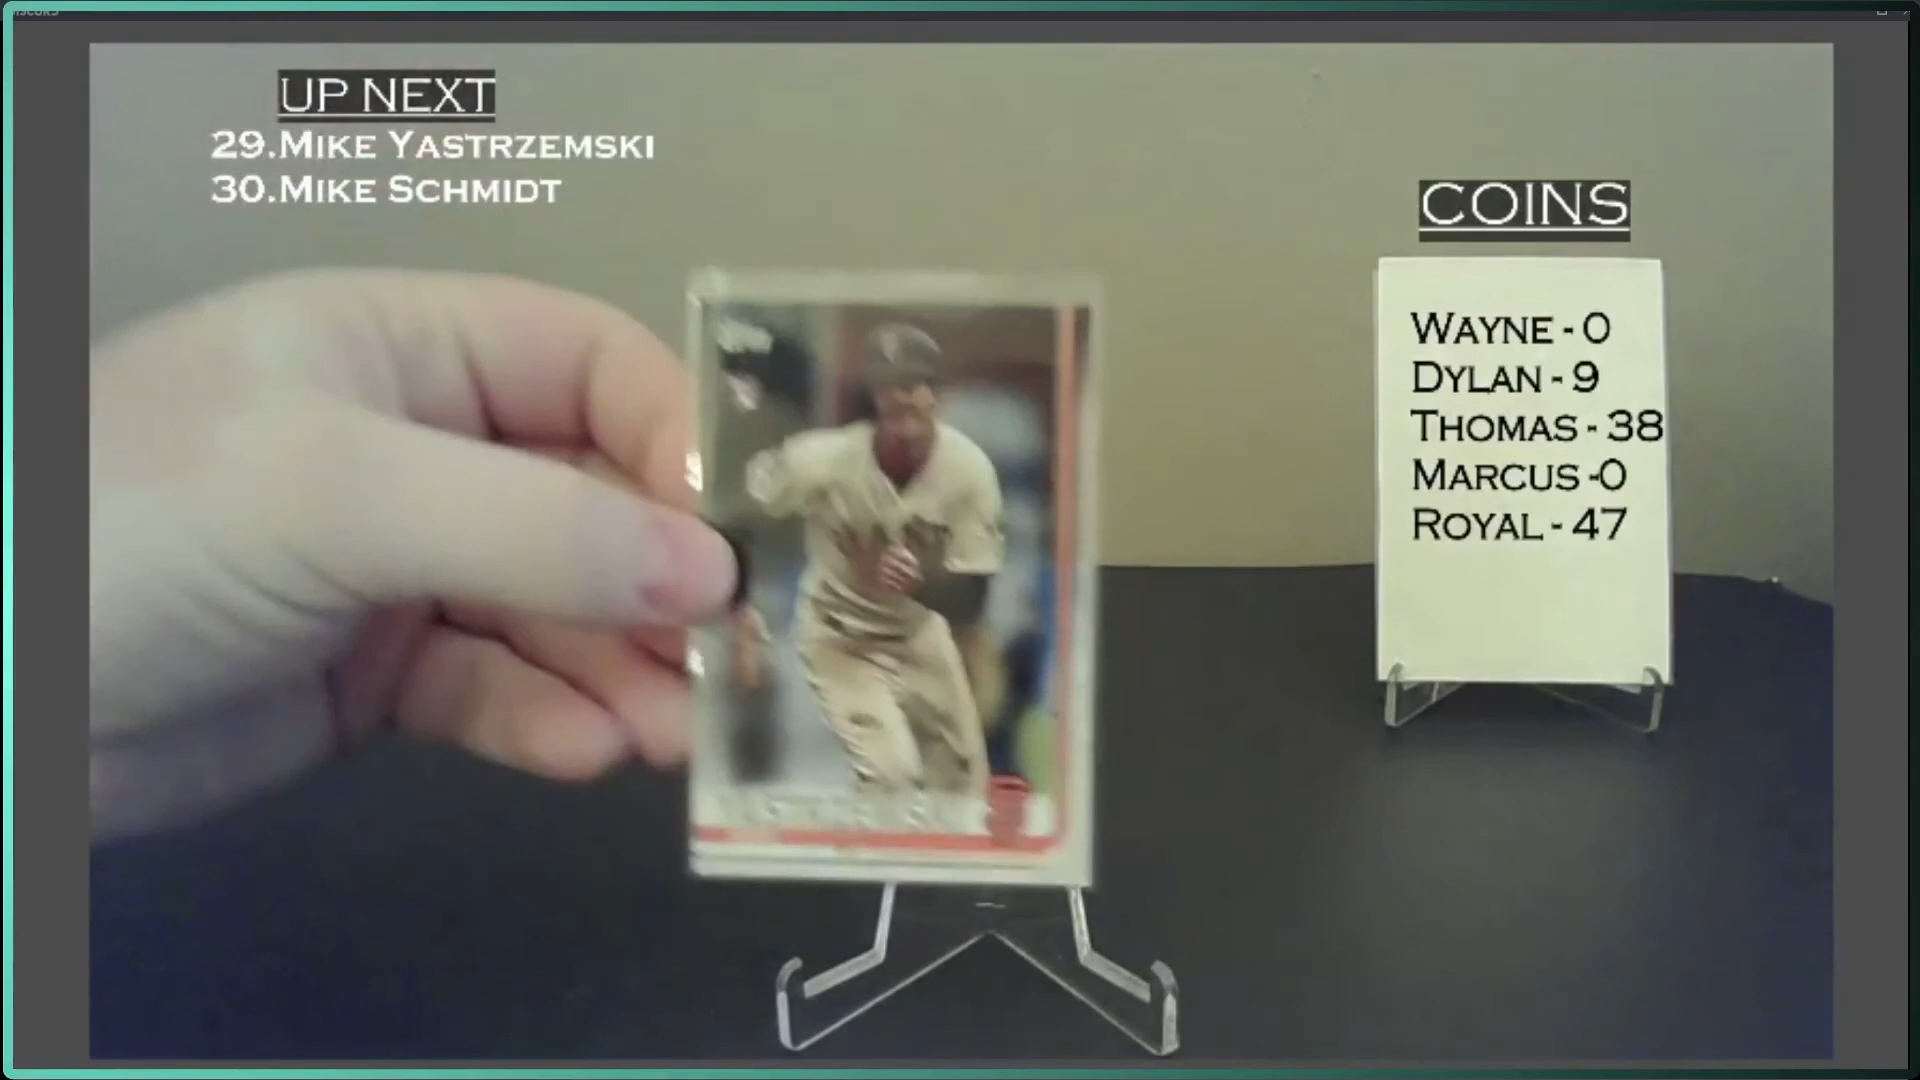 UP NEXT
29.Mike Yastrzemski
30.Mike Schmidt
COINS
Wayne - 0
Dylan - 9
Thomas - 38
Marcus -0
Royal - 47